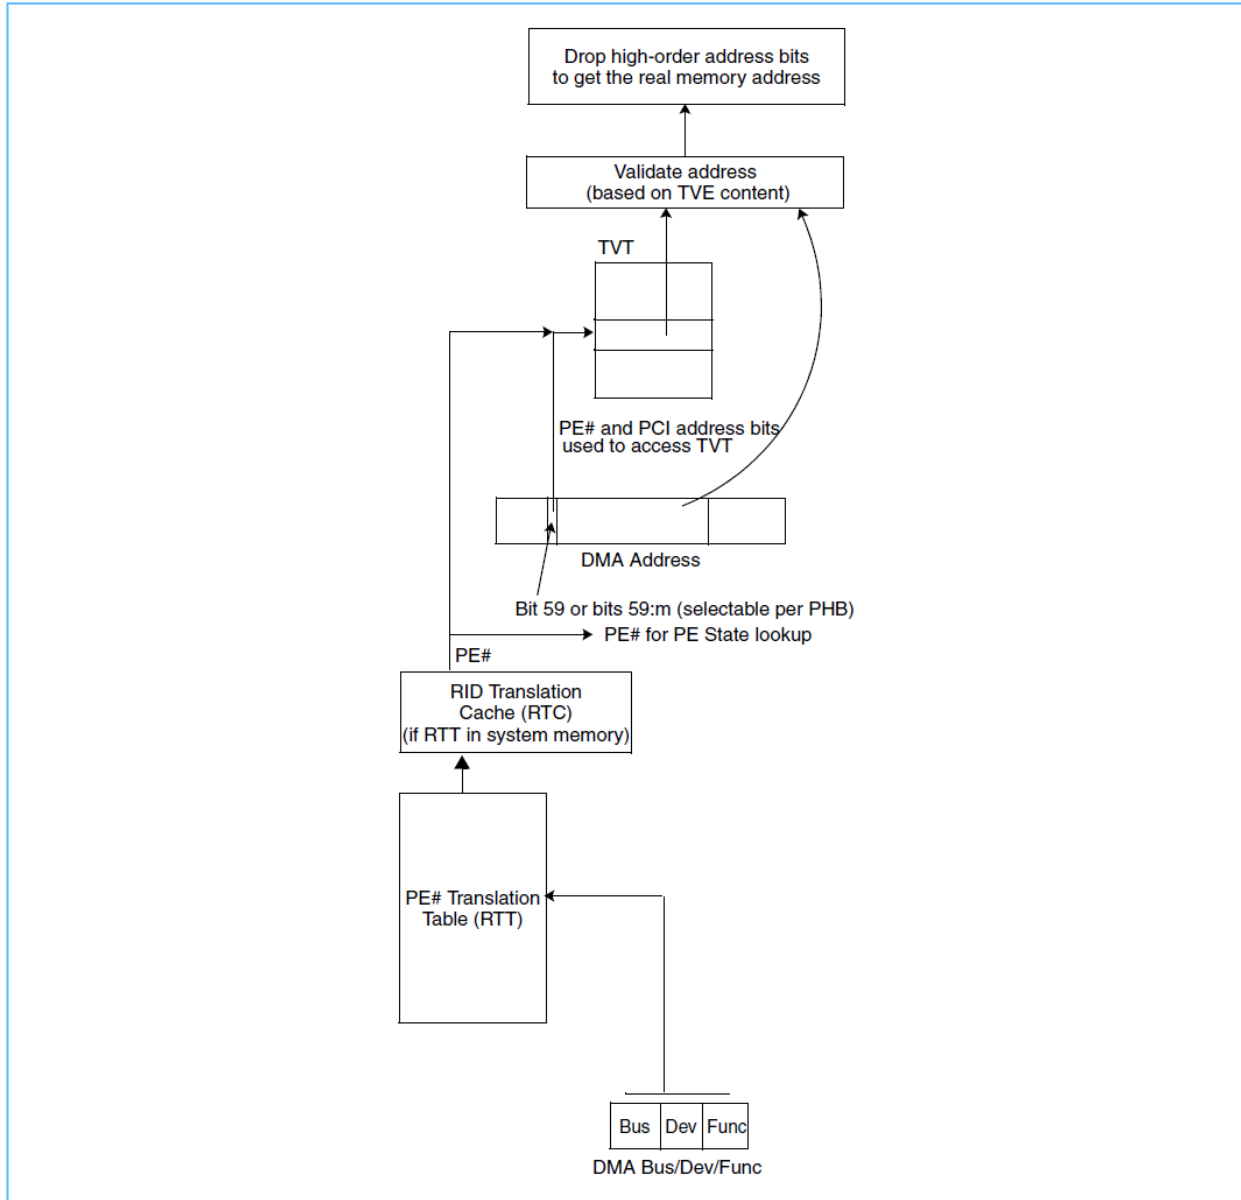 Drop high-order address bits
to get the real memory address
Validate address
(based on TVE content)
TVT
PE# and PCI address bits
used to access TVT
DMA Address
Bit 59 or bits 59:m (selectable per PHB)
PE# for PE State lookup
PE#
RID Translation
Cache (RTC)
(if RTT in system memory)
PE# Translation
Table (RTT)
Bus Dev Func
DMA Bus/Dev/Func